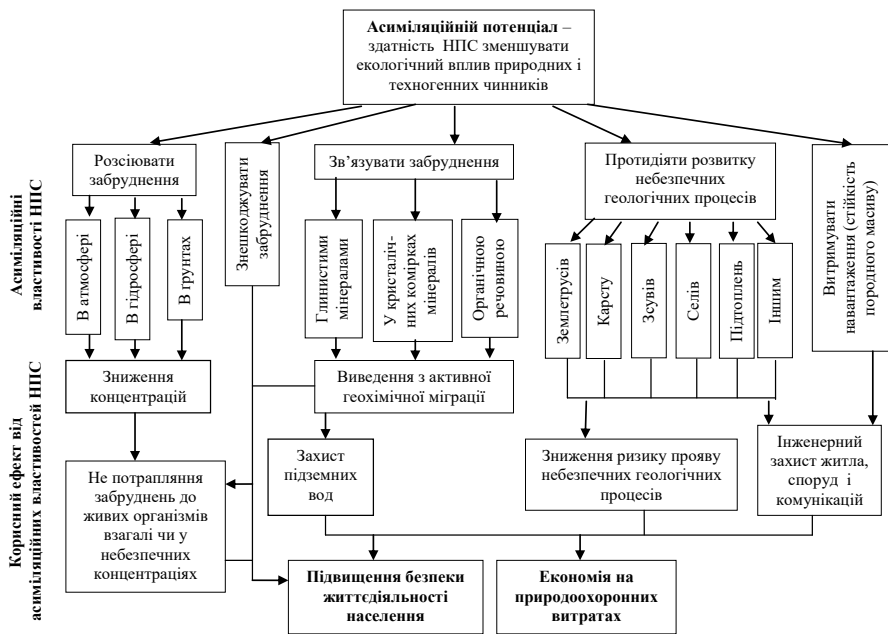 Асиміляційній потенціал –
здатність НПС зменшувати
екологічний вплив природних і
техногенних чинників
Асиміляційні
властивості НПС
Розсіювати
забруднення
Знешкоджувати
забруднення
Зв’язувати забруднення
Протидіяти розвитку
небезпечних
геологічних процесів
Витримувати
навантаження (стійкість
породного масиву)
В атмосфері
В гідросфері
В ґрунтах
Глинистими
мінералами
У кристаліч-
них комірках
мінералів
Органічною
речовиною
Землетрусів
Карсту
Зсувів
Селів
Підтоплень
Іншим
Корисний ефект від
асиміляційних властивостей НПС
Зниження
концентрацій
Виведення з активної
геохімічної міграції
Не потрапляння
забруднень до
живих організмів
взагалі чи у
небезпечних
концентраціях
Захист
підземних
вод
Зниження ризику прояву
небезпечних геологічних
процесів
Інженерний
захист житла,
споруд і
комунікацій
Підвищення безпеки
життєдіяльності
населення
Економія на
природоохоронних
витратах